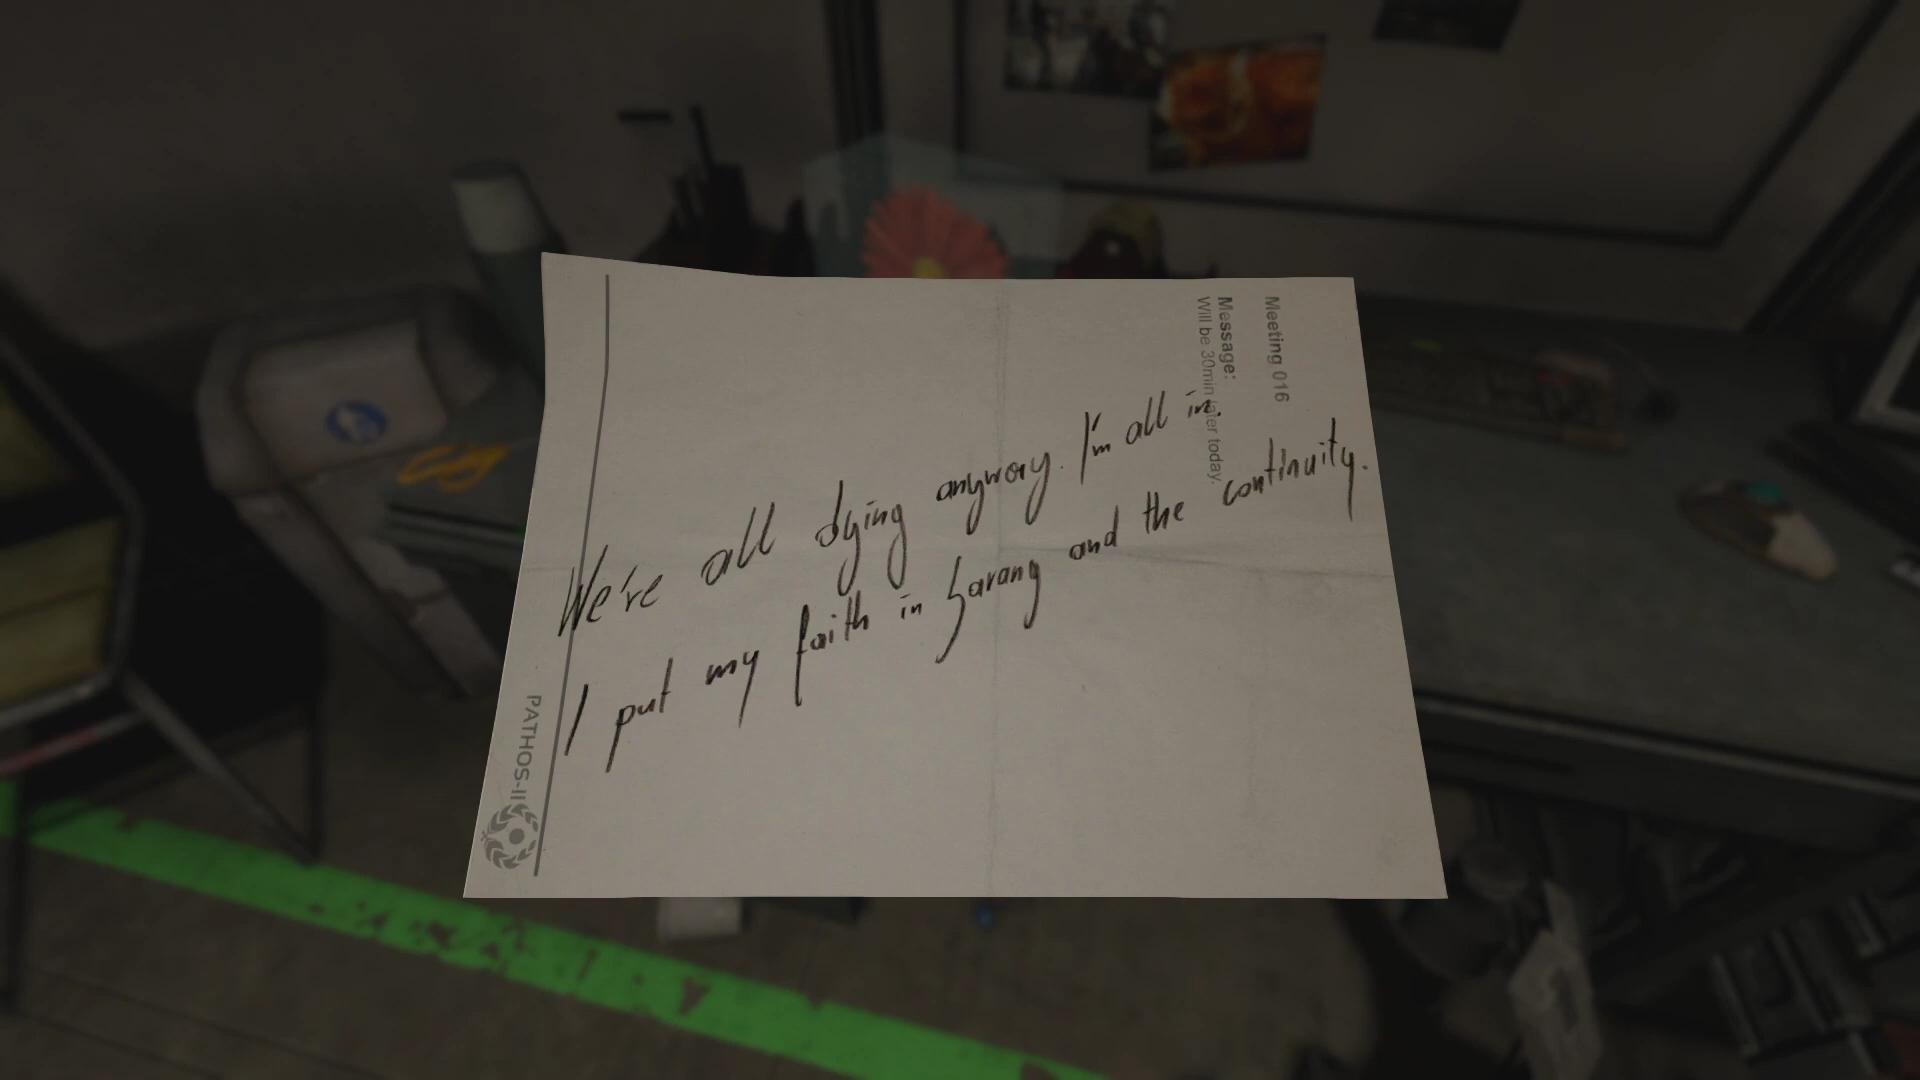 We're all dying anyway. I'm all in.
I put my faith in Sarang and the continuity.
Meeting 016
Message:
Will be 30min later today.
PATHOS-II